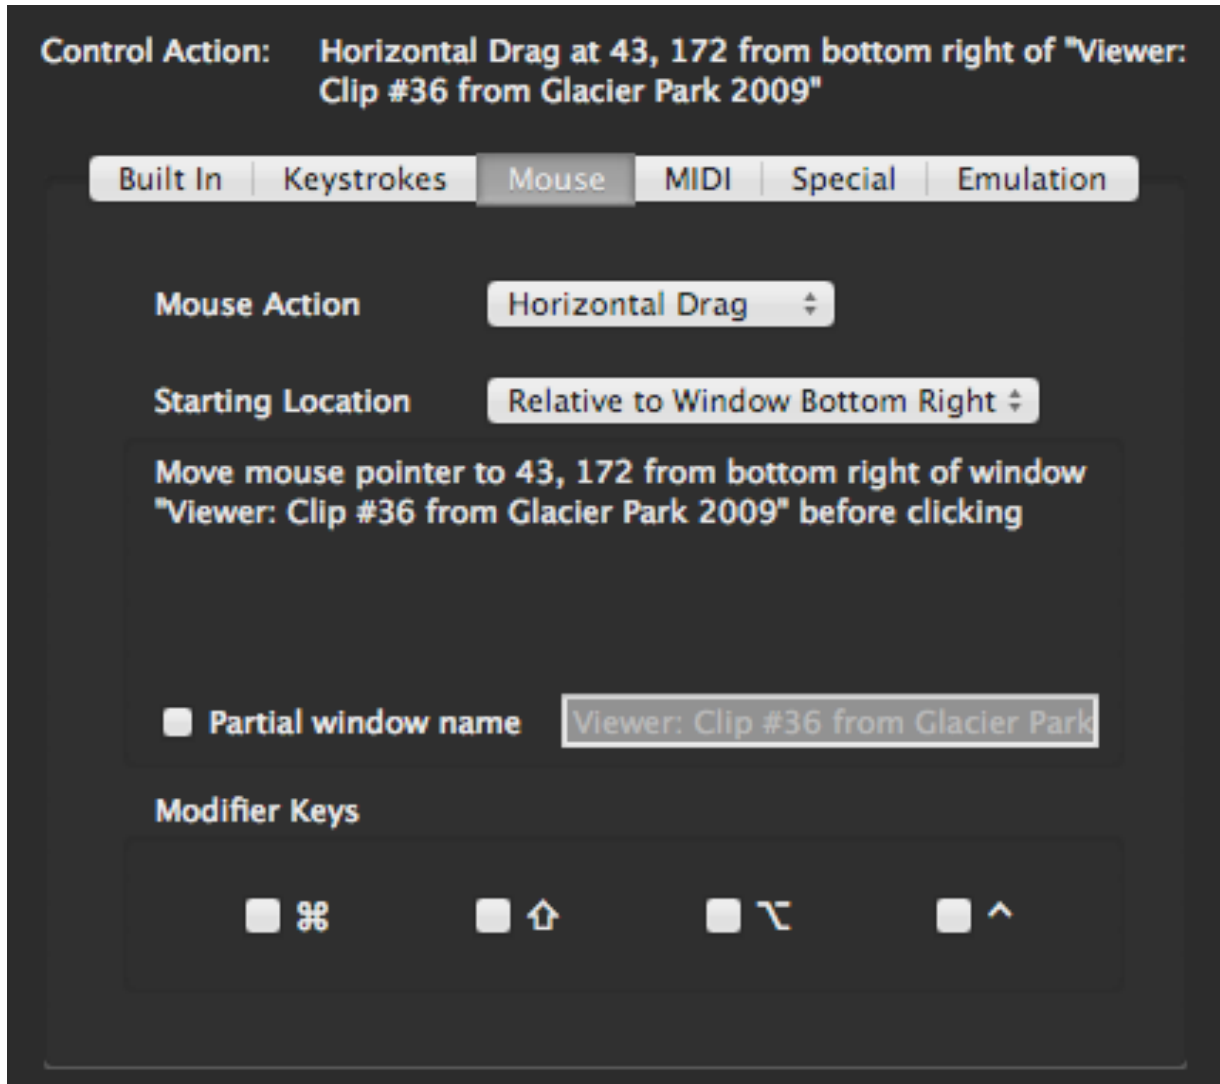 Control Action: Horizontal Drag at 43, 172 from bottom right of "Viewer:
Clip #36 from Glacier Park 2009"
Built In Keystrokes Mouse MIDI Special Emulation
Mouse Action Horizontal Drag
Starting Location Relative to Window Bottom Right
Move mouse pointer to 43, 172 from bottom right of window
"Viewer: Clip #36 from Glacier Park 2009" before clicking
Partial window name Viewer: Clip #36 from Glacier Park
Modifier Keys
⌘ ⇧ ⌥ ^